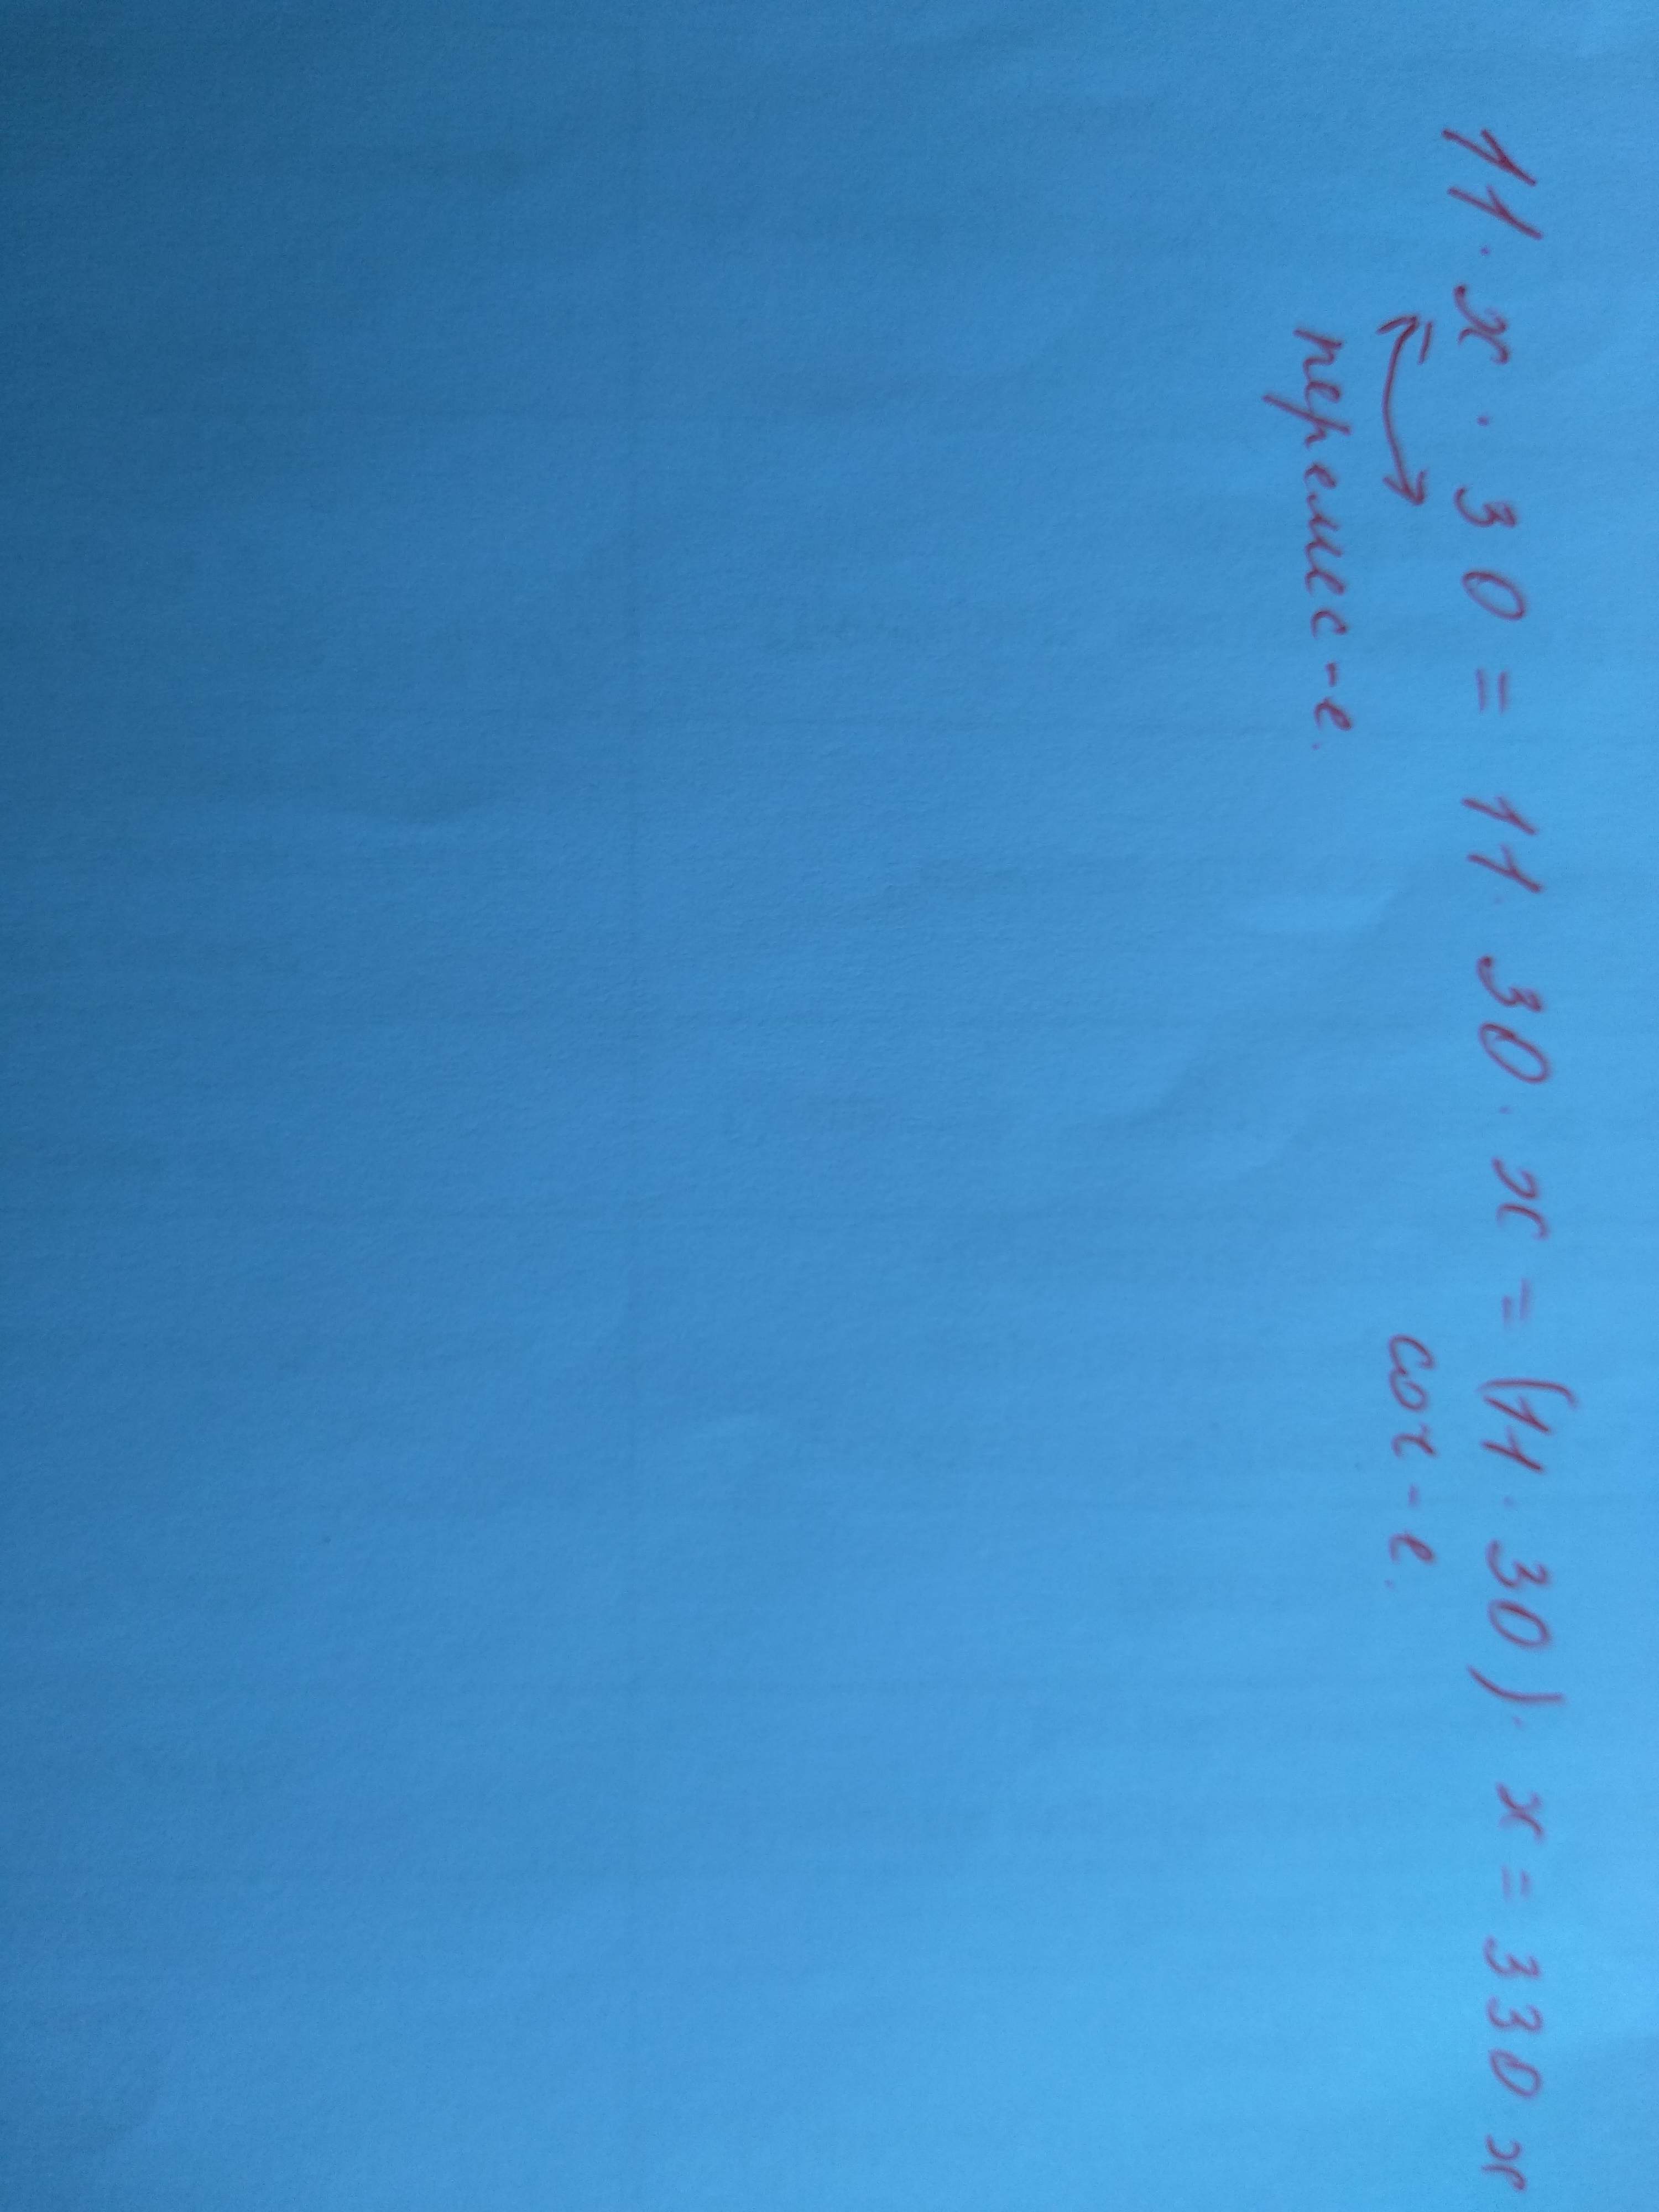 11 · x · 30 = 11 · 30 · x = (11 · 30) · x = 330 x
перемес-е. соч-е.